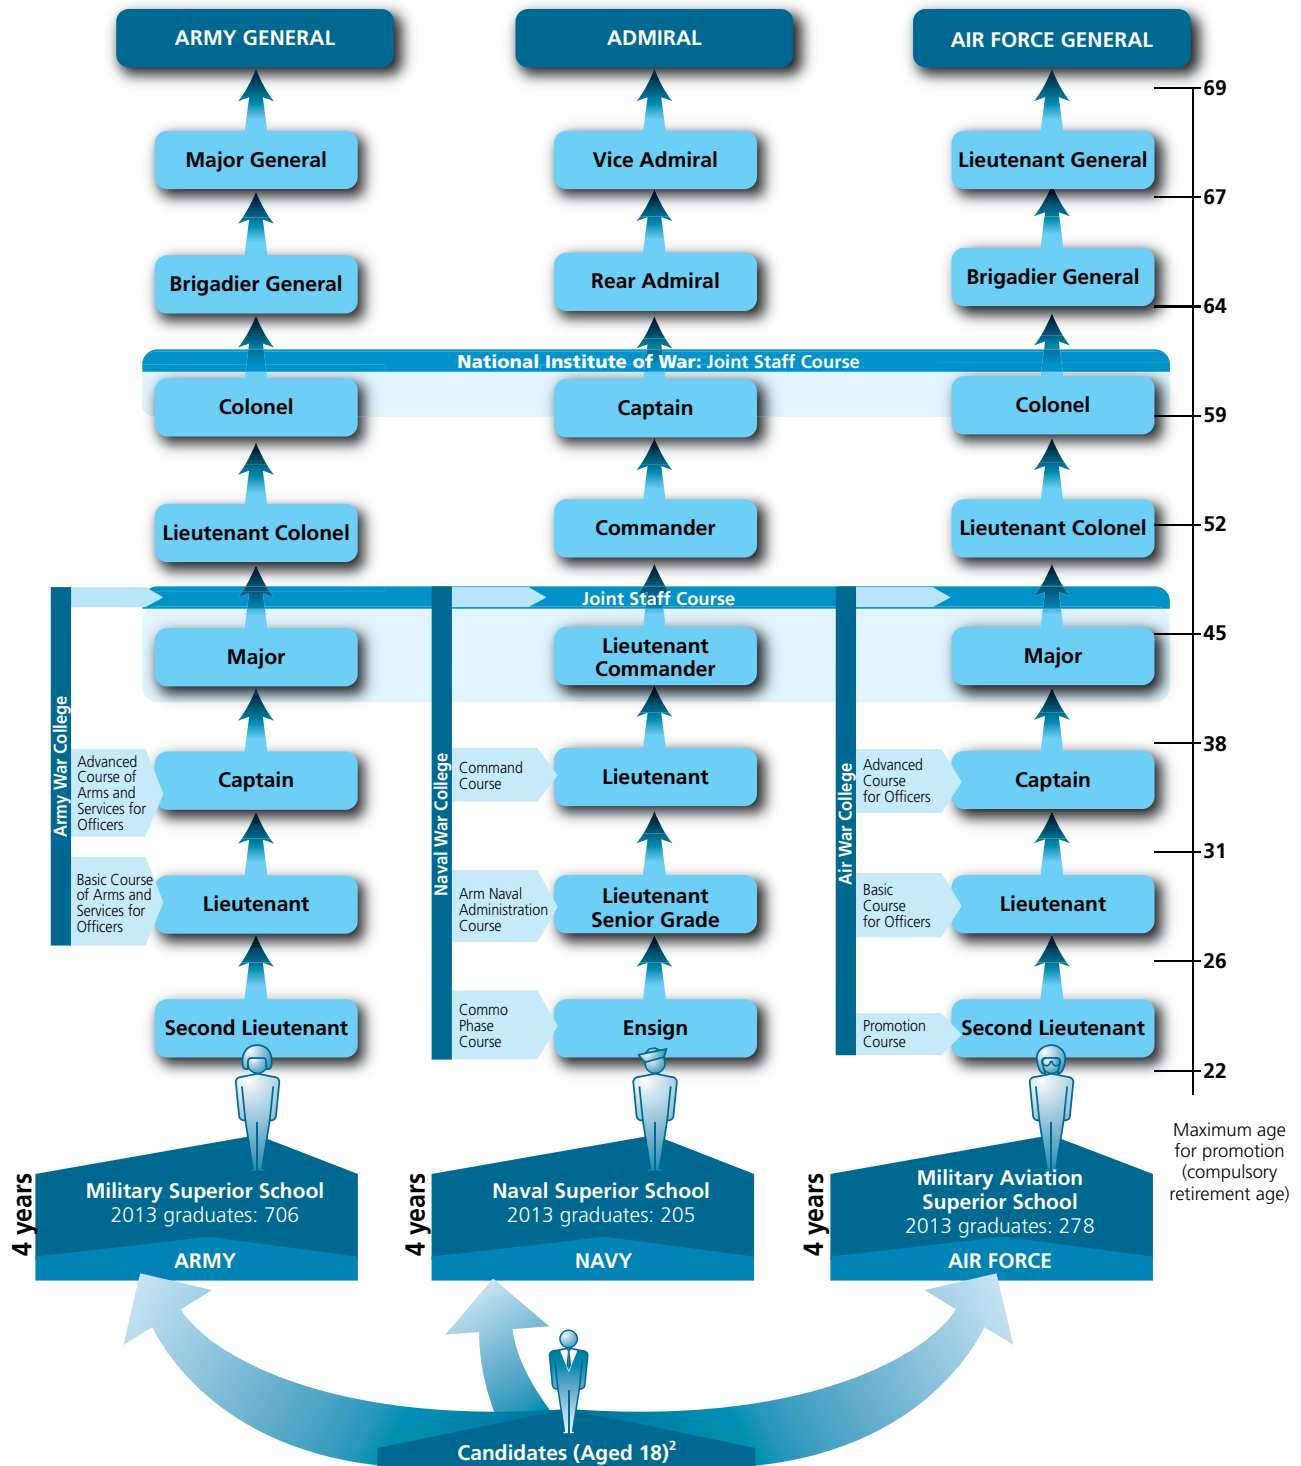 ARMY GENERAL
ADMIRAL
AIR FORCE GENERAL
69
Major General
Vice Admiral
Lieutenant General
67
Brigadier General
Rear Admiral
Brigadier General
64
National Institute of War: Joint Staff Course
Colonel
Captain
Colonel
59
Lieutenant Colonel
Commander
Lieutenant Colonel
52
Joint Staff Course
Major
Lieutenant
Commander
Major
45
Army War College
Naval War College
Air War College
38
Advanced
Course of
Arms and
Services for
Officers
Captain
Command
Course
Lieutenant
Advanced
Course
for Officers
Captain
31
Basic Course
of Arms and
Services for
Officers
Lieutenant
Arm Naval
Administration
Course
Lieutenant
Senior Grade
Basic
Course
for Officers
Lieutenant
26
Second Lieutenant
Commo
Phase
Course
Ensign
Promotion
Course
Second Lieutenant
22
Maximum age
for promotion
(compulsory
retirement age)
4 years
Military Superior School
2013 graduates: 706
ARMY
4 years
Naval Superior School
2013 graduates: 205
NAVY
4 years
Military Aviation
Superior School
2013 graduates: 278
AIR FORCE
Candidates (Aged 18)2